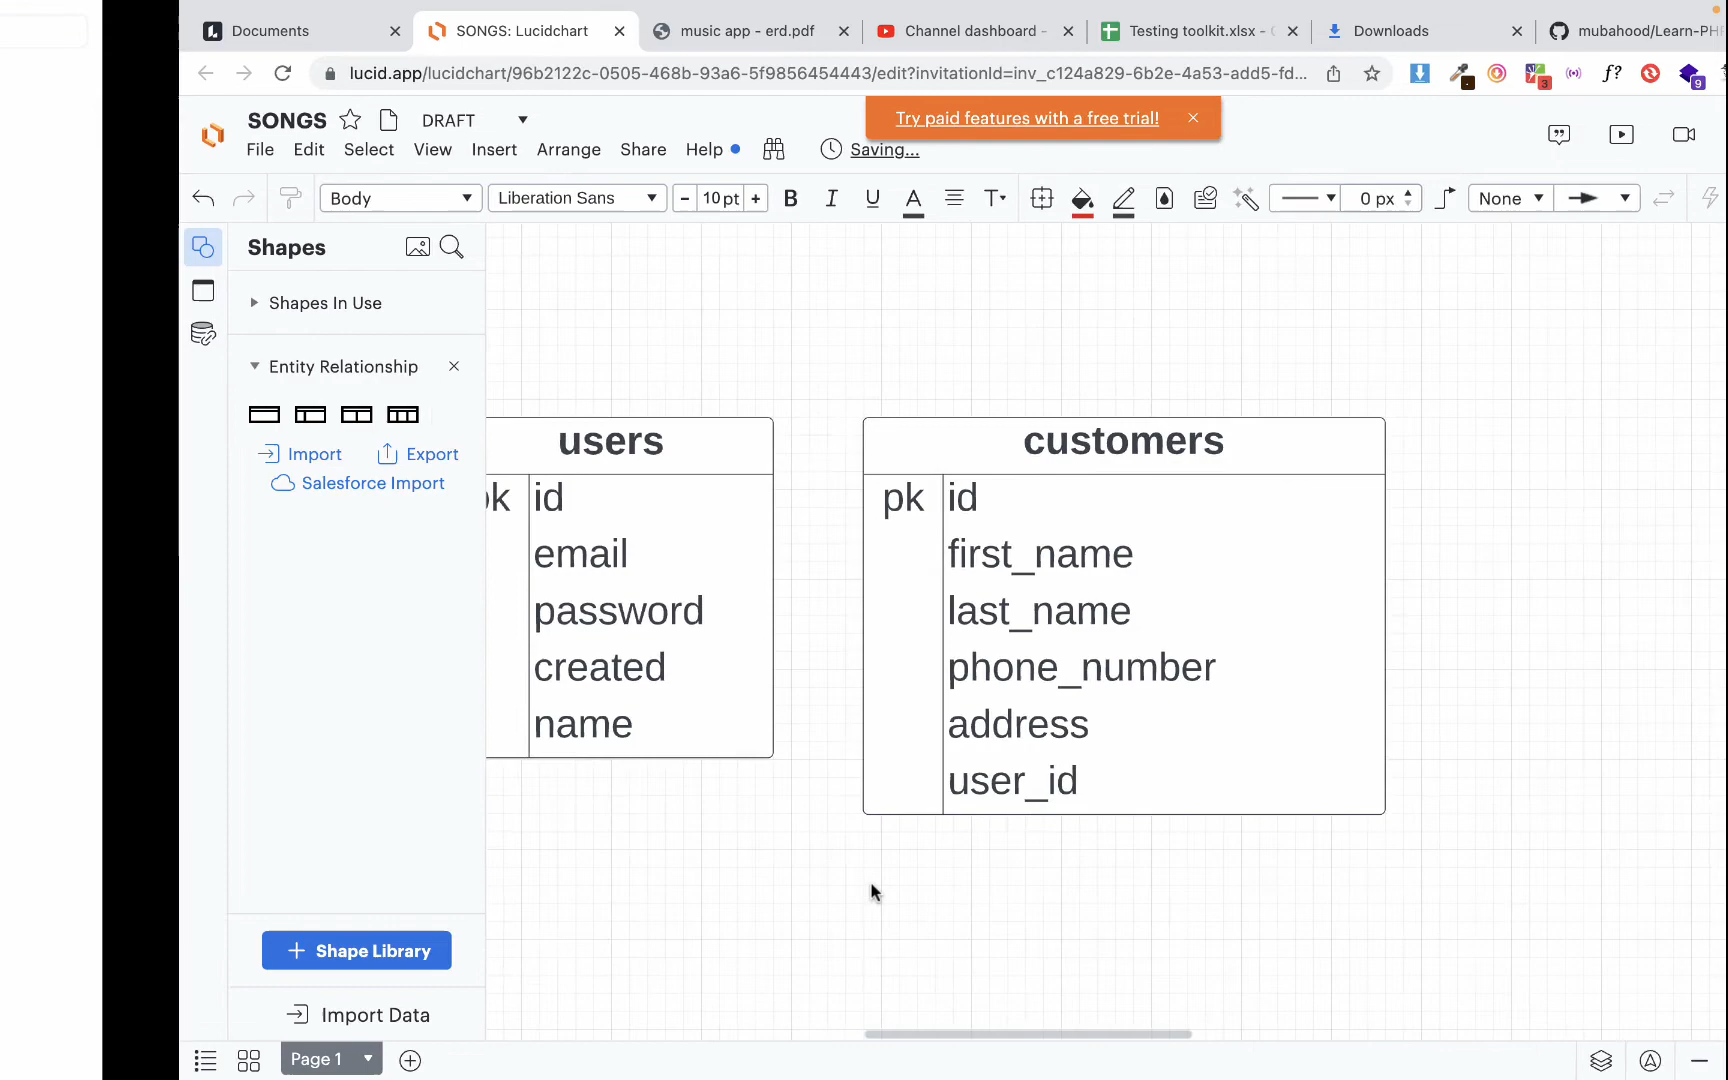 Documents
SONGS: Lucidchart
music app - erd.pdf
Channel dashboard -
Testing toolkit.xlsx -
Downloads
mubahood/Learn-PH
lucid.app/lucidchart/96b2122c-0505-468b-93a6-5f9856454443/edit?invitationId=inv_c124a829-6b2e-4a53-add5-fd...
3
f?
9
SONGS
DRAFT
Try paid features with a free trial!
File Edit Select View Insert Arrange Share Help
Saving...
Body
Liberation Sans
- 10 pt +
B I U A T
0 px
None
Shapes
Shapes In Use
Entity Relationship
Import
Export
Salesforce Import
users
id
email
password
created
name
customers
pk id
first_name
last_name
phone_number
address
user_id
+ Shape Library
Import Data
Page 1